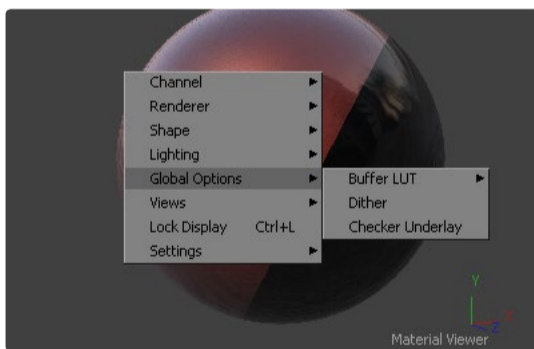 Channel
Renderer
Shape
Lighting
Global Options
Views
Lock Display Ctrl+L
Settings
Buffer LUT
Dither
Checker Underlay
Y
X
Z
Material Viewer